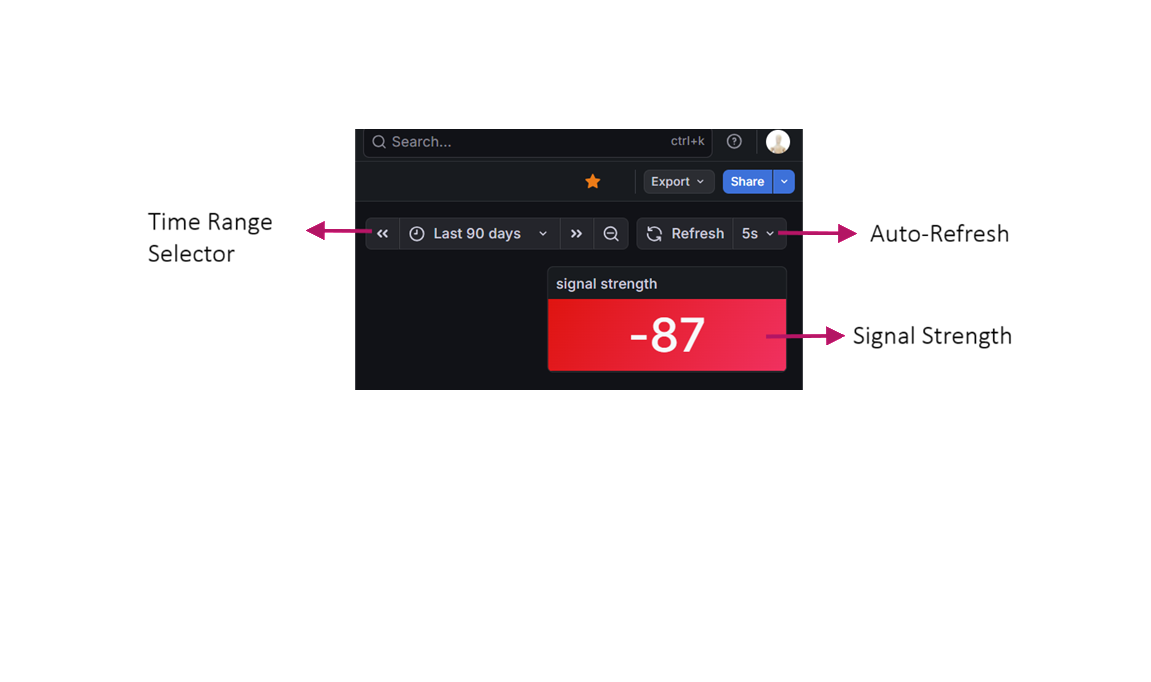 Search... ctrl+k
Export Share
Time Range
Selector
Last 90 days Refresh 5s
Auto-Refresh
signal strength
-87
Signal Strength